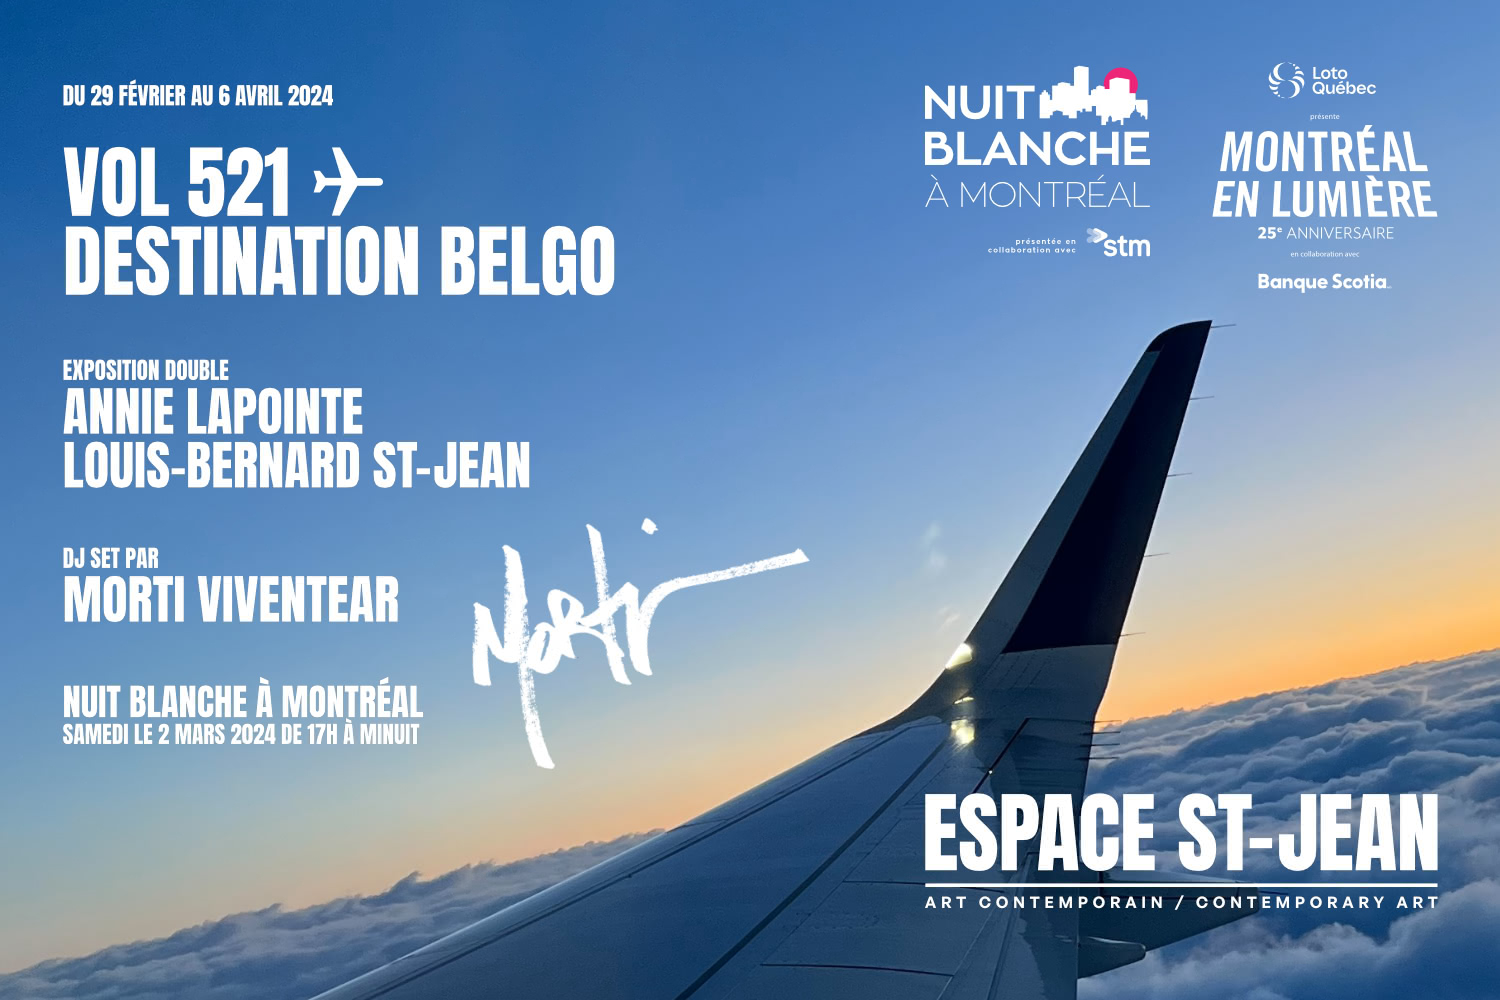 DU 29 FÉVRIER AU 6 AVRIL 2024
VOL 521
DESTINATION BELGO
EXPOSITION DOUBLE
ANNIE LAPOINTE
LOUIS-BERNARD ST-JEAN
DJ SET PAR
MORTI VIVENTEAR
Morti
NUIT BLANCHE À MONTRÉAL
SAMEDI LE 2 MARS 2024 DE 17H À MINUIT
NUIT
BLANCHE
À MONTRÉAL
présentée en
collaboration avec
stm
Loto
Québec
présente
MONTRÉAL
EN LUMIÈRE
25e ANNIVERSAIRE
en collaboration avec
Banque Scotia
ESPACE ST-JEAN
ART CONTEMPORAIN / CONTEMPORARY ART